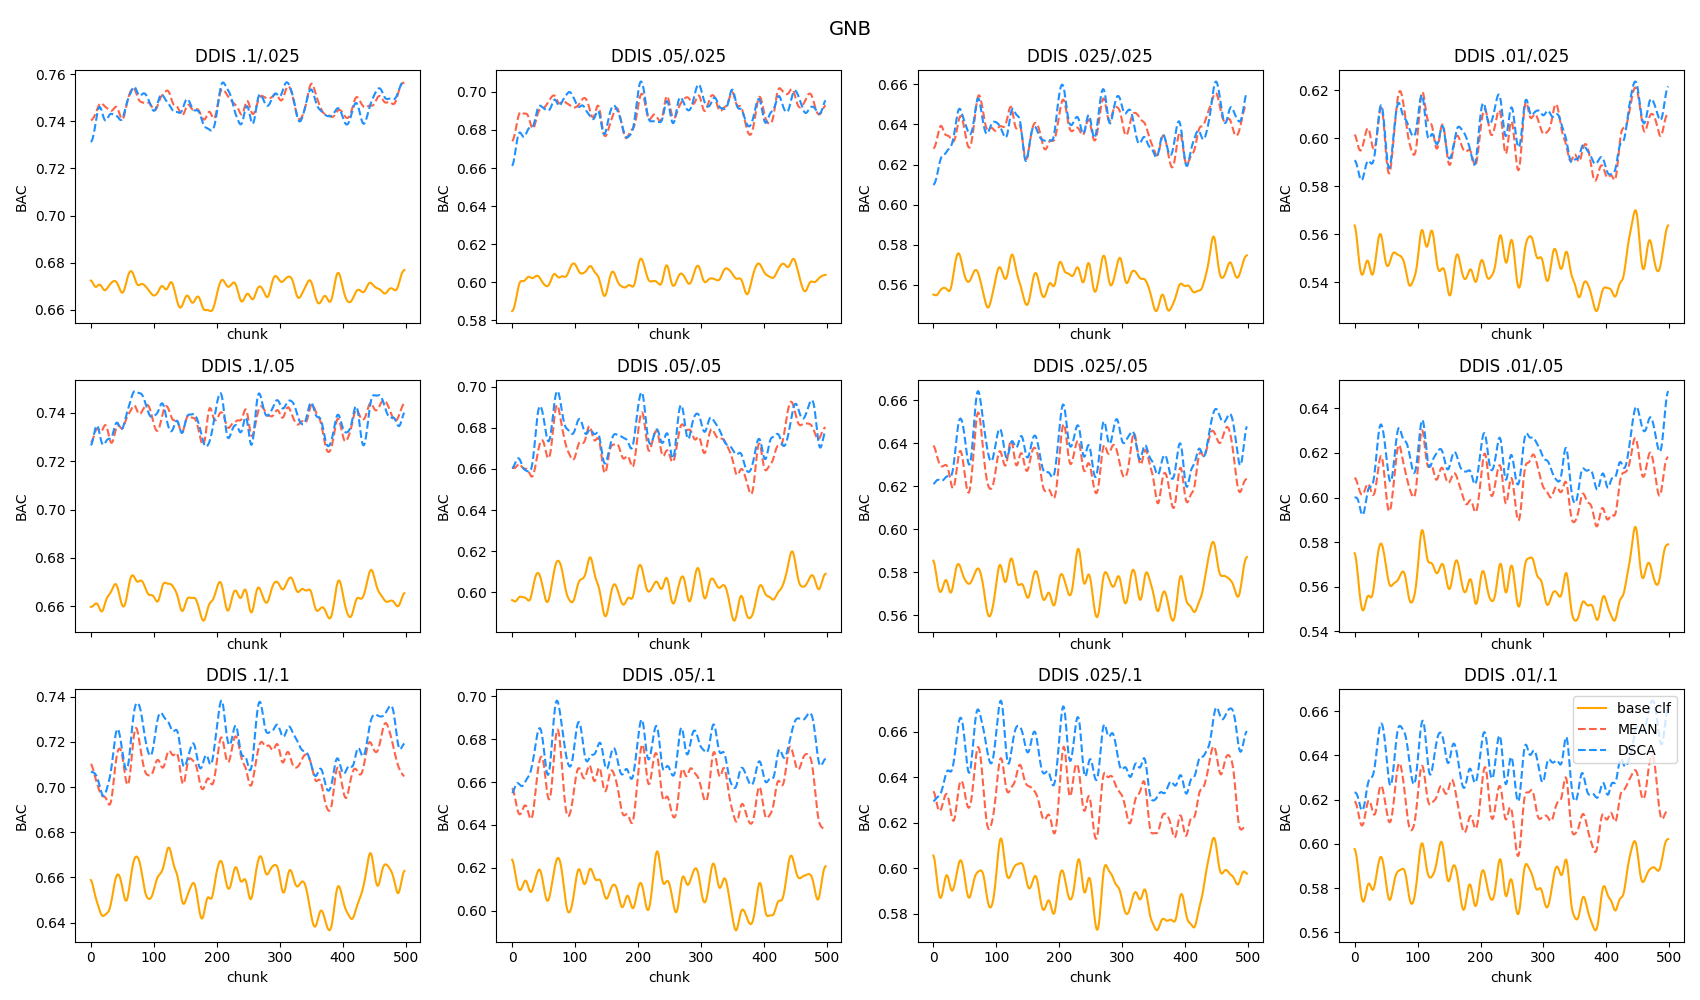 GNB
DDIS .1/.025
DDIS .05/.025
DDIS .025/.025
DDIS .01/.025
BAC
0.76
0.74
0.72
0.70
0.68
0.66
BAC
0.70
0.68
0.66
0.64
0.62
0.60
0.58
BAC
0.66
0.64
0.62
0.60
0.58
0.56
BAC
0.62
0.60
0.58
0.56
0.54
chunk
chunk
chunk
chunk
DDIS .1/.05
DDIS .05/.05
DDIS .025/.05
DDIS .01/.05
BAC
0.74
0.72
0.70
0.68
0.66
BAC
0.70
0.68
0.66
0.64
0.62
0.60
BAC
0.66
0.64
0.62
0.60
0.58
0.56
BAC
0.64
0.62
0.60
0.58
0.56
0.54
chunk
chunk
chunk
chunk
DDIS .1/.1
DDIS .05/.1
DDIS .025/.1
DDIS .01/.1
BAC
0.74
0.72
0.70
0.68
0.66
0.64
BAC
0.70
0.68
0.66
0.64
0.62
0.60
BAC
0.66
0.64
0.62
0.60
0.58
BAC
0.66
0.64
0.62
0.60
0.58
0.56
base clf
MEAN
DSCA
0 100 200 300 400 500
0 100 200 300 400 500
0 100 200 300 400 500
0 100 200 300 400 500
chunk
chunk
chunk
chunk